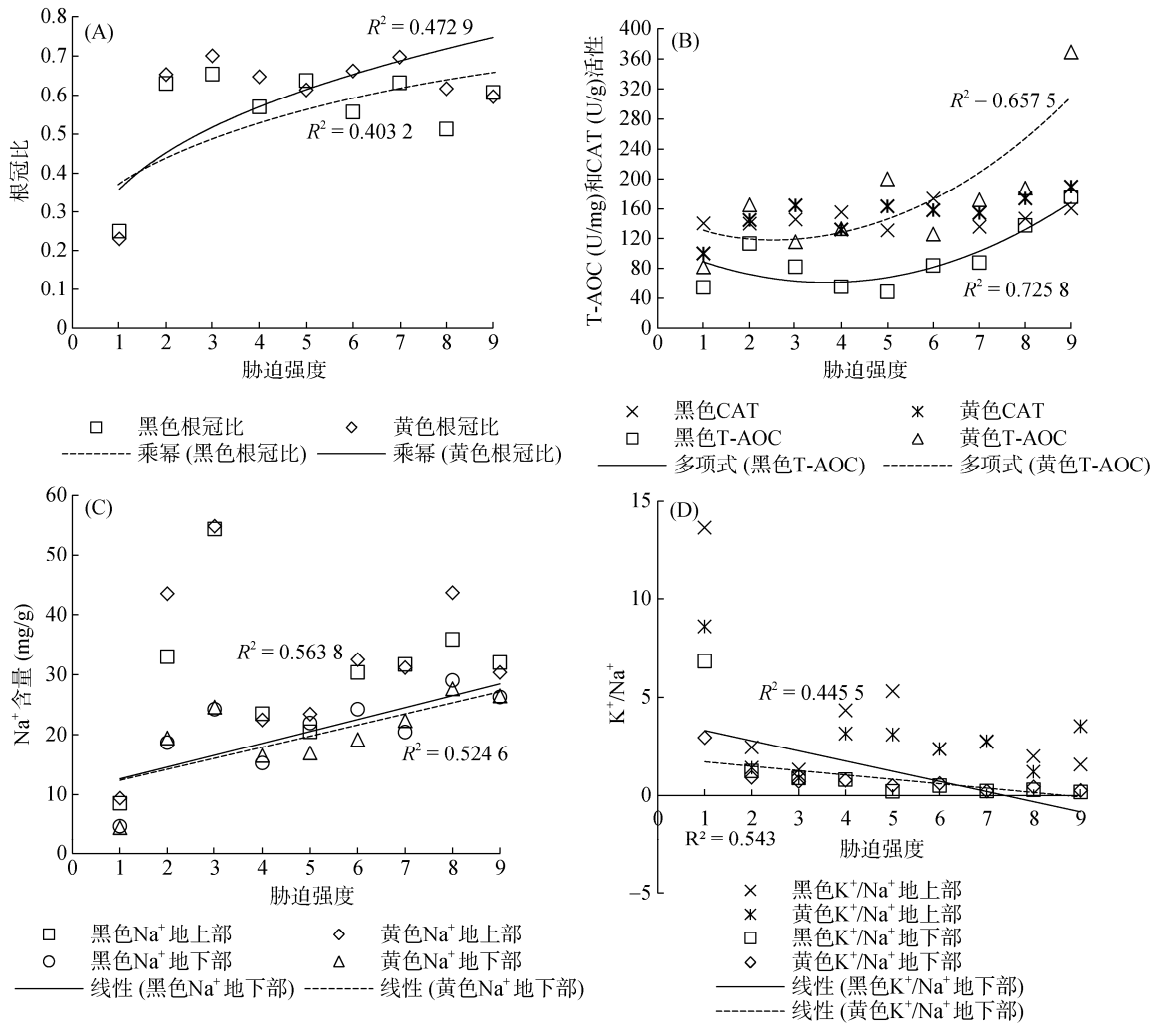 (A)
R² = 0.472 9
R² = 0.403 2
根冠比
0.8
0.7
0.6
0.5
0.4
0.3
0.2
0.1
0
0 1 2 3 4 5 6 7 8 9
胁迫强度
黑色根冠比 黄色根冠比
乘幂 (黑色根冠比) 乘幂 (黄色根冠比)
(B)
R² − 0.657 5
R² = 0.725 8
T-AOC (U/mg)和CAT (U/g)活性
400
360
320
280
240
200
160
120
80
40
0
0 1 2 3 4 5 6 7 8 9
胁迫强度
黑色CAT 黄色CAT
黑色T-AOC 黄色T-AOC
多项式 (黑色T-AOC) 多项式 (黄色T-AOC)
(C)
R² = 0.563 8
R² = 0.524 6
Na⁺ 含量 (mg/g)
60
50
40
30
20
10
0
0 1 2 3 4 5 6 7 8 9
胁迫强度
黑色Na⁺ 地上部 黄色Na⁺ 地上部
黑色Na⁺ 地下部 黄色Na⁺ 地下部
线性 (黑色Na⁺ 地下部) 线性 (黄色Na⁺ 地下部)
(D)
R² = 0.445 5
R² = 0.543
K⁺/Na⁺
15
10
5
0
−5
0 1 2 3 4 5 6 7 8 9
胁迫强度
黑色K⁺/Na⁺ 地上部
黄色K⁺/Na⁺ 地上部
黑色K⁺/Na⁺ 地下部
黄色K⁺/Na⁺ 地下部
线性 (黑色K⁺/Na⁺ 地下部)
线性 (黄色K⁺/Na⁺ 地下部)